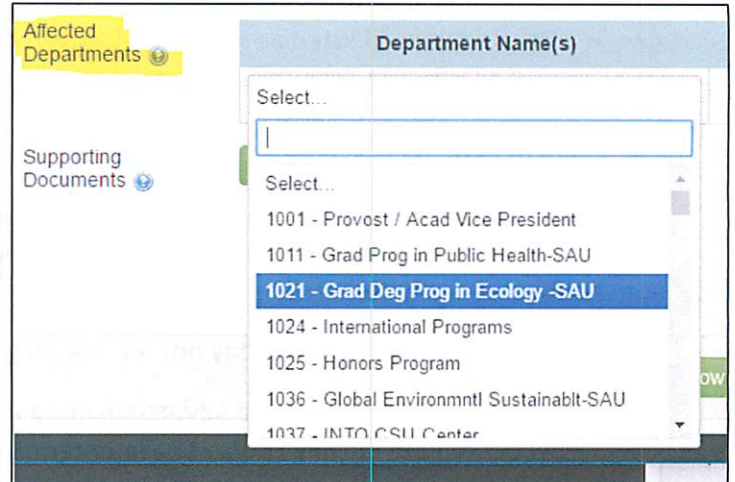 Affected
Departments
Department Name(s)
Select...
Supporting
Documents
Select...
1001 - Provost / Acad Vice President
1011 - Grad Prog in Public Health-SAU
1021 - Grad Deg Prog in Ecology -SAU
1024 - International Programs
1025 - Honors Program
1036 - Global Environmntl Sustainablt-SAU
1037 - INTO CSU Center